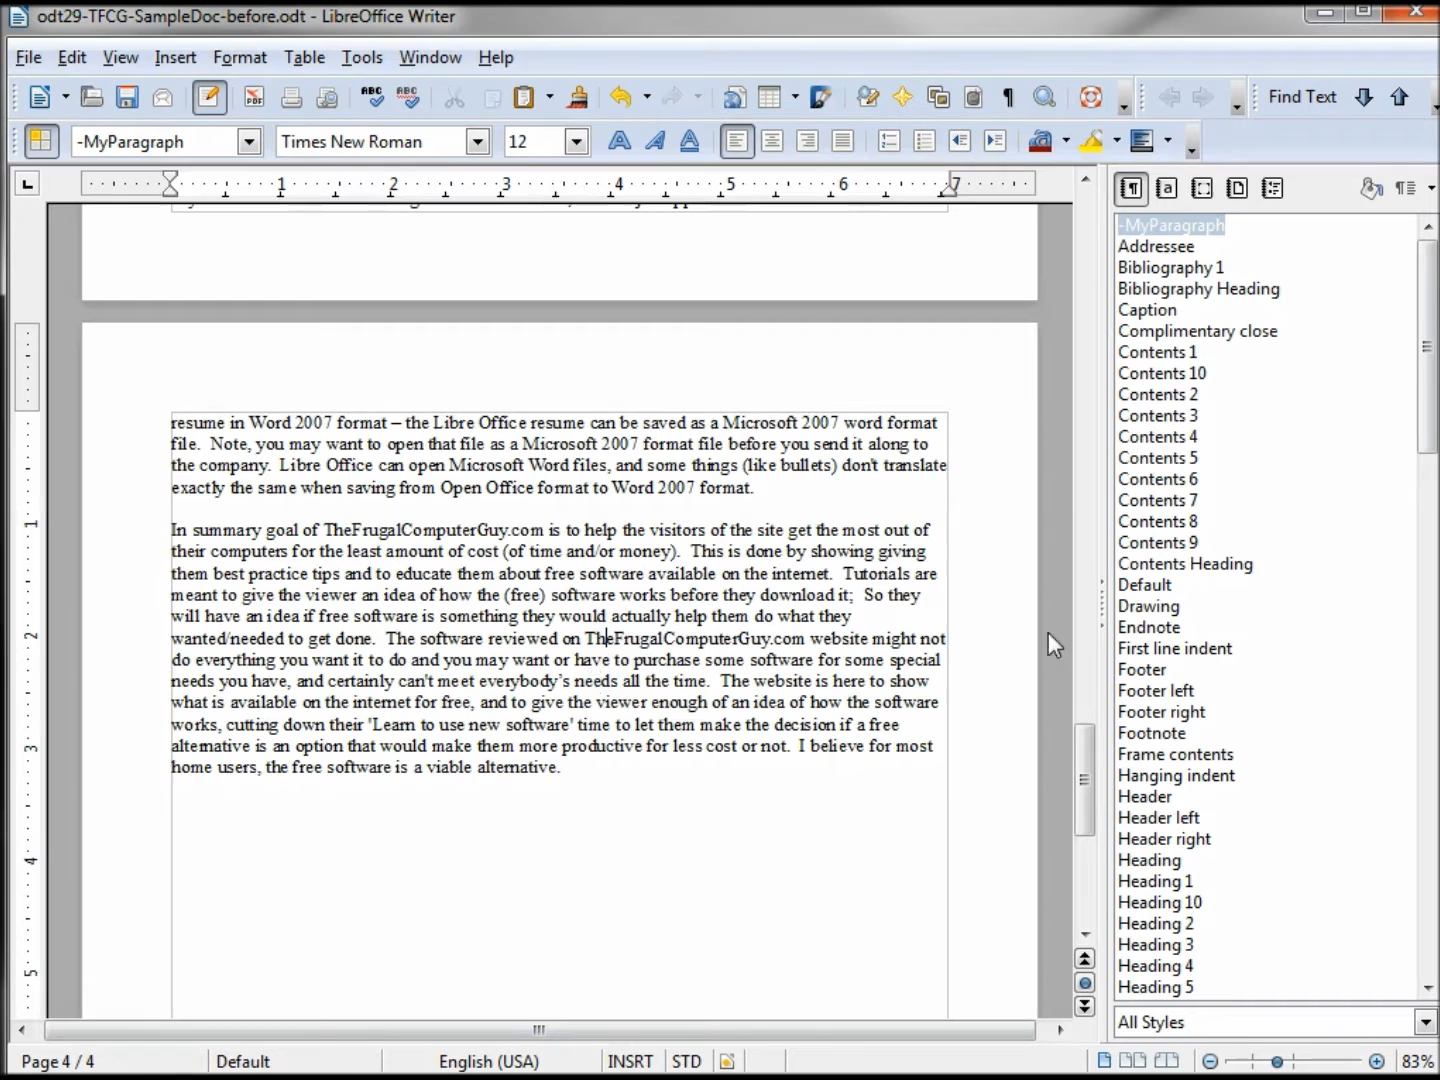 odt29-TFCG-SampleDoc-before.odt - LibreOffice Writer
File Edit View Insert Format Table Tools Window Help
PDF ABC ABC Find Text
-MyParagraph Times New Roman 12
1 2 3 4 5 6 7
resume in Word 2007 format – the Libre Office resume can be saved as a Microsoft 2007 word format
file.  Note, you may want to open that file as a Microsoft 2007 format file before you send it along to
the company.  Libre Office can open Microsoft Word files, and some things (like bullets) don't translate
exactly the same when saving from Open Office format to Word 2007 format.
In summary goal of TheFrugalComputerGuy.com is to help the visitors of the site get the most out of
their computers for the least amount of cost (of time and/or money).  This is done by showing giving
them best practice tips and to educate them about free software available on the internet.  Tutorials are
meant to give the viewer an idea of how the (free) software works before they download it;  So they
will have an idea if free software is something they would actually help them do what they
wanted/needed to get done.  The software reviewed on TheFrugalComputerGuy.com website might not
do everything you want it to do and you may want or have to purchase some software for some special
needs you have, and certainly can't meet everybody's needs all the time.  The website is here to show
what is available on the internet for free, and to give the viewer enough of an idea of how the software
works, cutting down their 'Learn to use new software' time to let them make the decision if a free
alternative is an option that would make them more productive for less cost or not.  I believe for most
home users, the free software is a viable alternative.
1
2
3
4
5
-MyParagraph
Addressee
Bibliography 1
Bibliography Heading
Caption
Complimentary close
Contents 1
Contents 10
Contents 2
Contents 3
Contents 4
Contents 5
Contents 6
Contents 7
Contents 8
Contents 9
Contents Heading
Default
Drawing
Endnote
First line indent
Footer
Footer left
Footer right
Footnote
Frame contents
Hanging indent
Header
Header left
Header right
Heading
Heading 1
Heading 10
Heading 2
Heading 3
Heading 4
Heading 5
All Styles
Page 4 / 4 Default English (USA) INSRT STD 83%